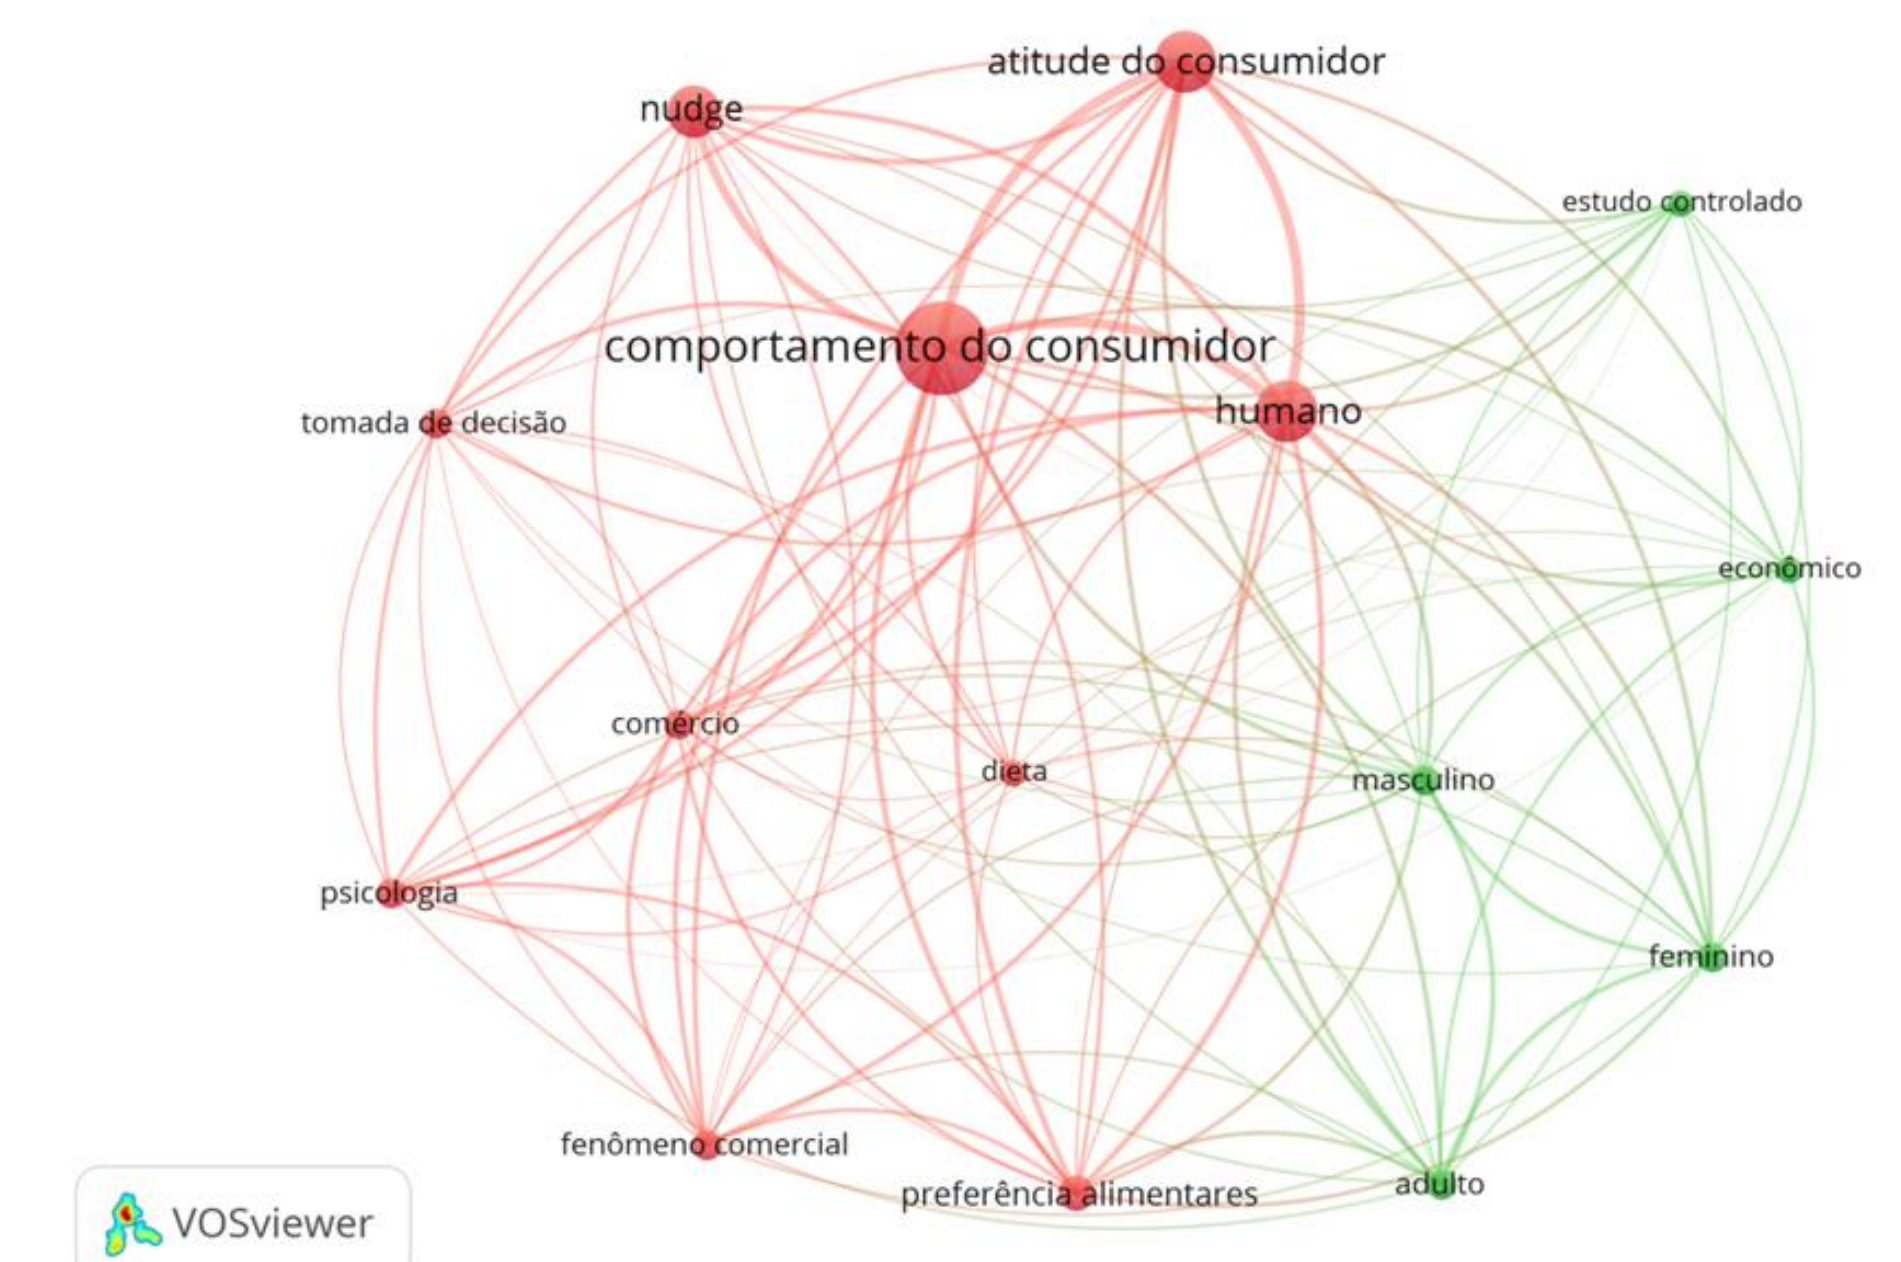 atitude do consumidor
nudge
estudo controlado
comportamento do consumidor
humano
tomada de decisão
econômico
comércio
dieta
masculino
psicologia
feminino
fenômeno comercial
preferência alimentares
adulto
VOSviewer